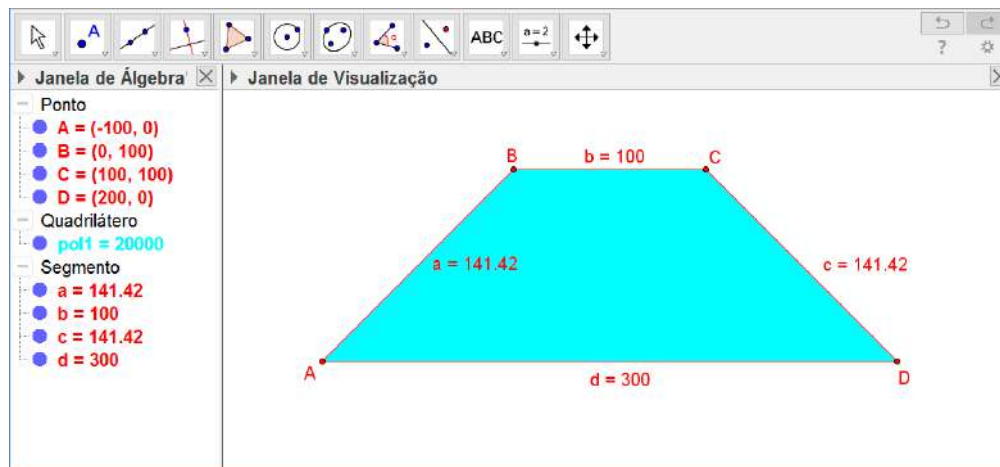 A
ABC
a=2
?
Janela de Álgebra
Janela de Visualização
Ponto
A = (-100, 0)
B = (0, 100)
C = (100, 100)
D = (200, 0)
Quadrilátero
pol1 = 20000
Segmento
a = 141.42
b = 100
c = 141.42
d = 300
B
b = 100
C
a = 141.42
c = 141.42
A
d = 300
D